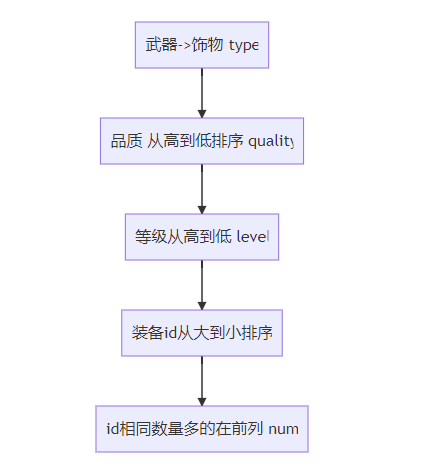 武器->饰物 type
品质 从高到低排序 quality
等级从高到低 level
装备id从大到小排序
id相同数量多的在前列 num